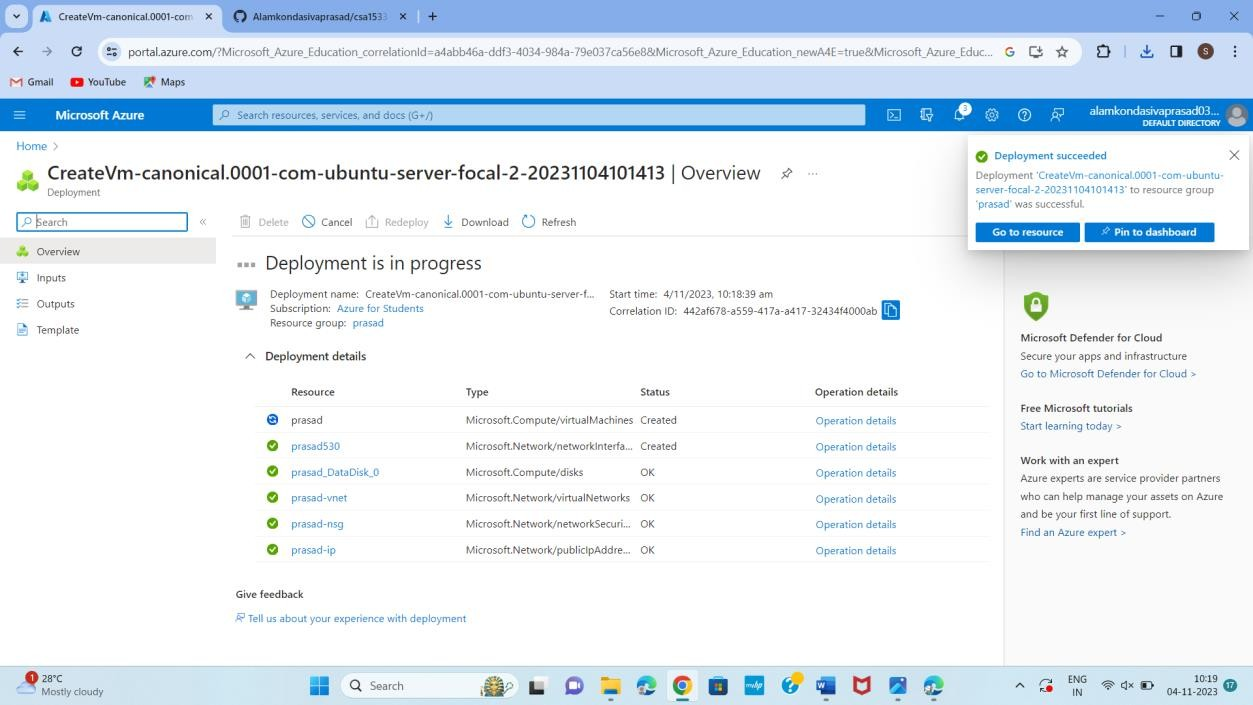 CreateVm-canonical.0001-com-
Alamkondasivaprasad/csa1533
portal.azure.com/?Microsoft_Azure_Education_correlationId=a4abb46a-ddf3-4034-984a-79e037ca56e8&Microsoft_Azure_Education_newA4E=true&Microsoft_Azure_Educ...
S
Gmail YouTube Maps
Microsoft Azure
Search resources, services, and docs (G+/)
3
alamkondasivaprasad03...
DEFAULT DIRECTORY
Home >
CreateVm-canonical.0001-com-ubuntu-server-focal-2-20231104101413 | Overview
Deployment
Deployment succeeded
Deployment 'CreateVm-canonical.0001-com-ubuntu-
server-focal-2-20231104101413' to resource group
'prasad' was successful.
Go to resource
Pin to dashboard
Search
Overview
Inputs
Outputs
Template
Delete Cancel Redeploy Download Refresh
Deployment is in progress
Deployment name: CreateVm-canonical.0001-com-ubuntu-server-f...
Subscription: Azure for Students
Resource group: prasad
Start time: 4/11/2023, 10:18:39 am
Correlation ID: 442af678-a559-417a-a417-32434f4000ab
Deployment details
Resource Type Status Operation details
prasad Microsoft.Compute/virtualMachines Created Operation details
prasad530 Microsoft.Network/networkInterfa... Created Operation details
prasad_DataDisk_0 Microsoft.Compute/disks OK Operation details
prasad-vnet Microsoft.Network/virtualNetworks OK Operation details
prasad-nsg Microsoft.Network/networkSecuri... OK Operation details
prasad-ip Microsoft.Network/publicIpAddre... OK Operation details
Give feedback
Tell us about your experience with deployment
Microsoft Defender for Cloud
Secure your apps and infrastructure
Go to Microsoft Defender for Cloud >
Free Microsoft tutorials
Start learning today >
Work with an expert
Azure experts are service provider partners
who can help manage your assets on Azure
and be your first line of support.
Find an Azure expert >
1
28°C
Mostly cloudy
Search
ENG
IN
10:19
04-11-2023
17